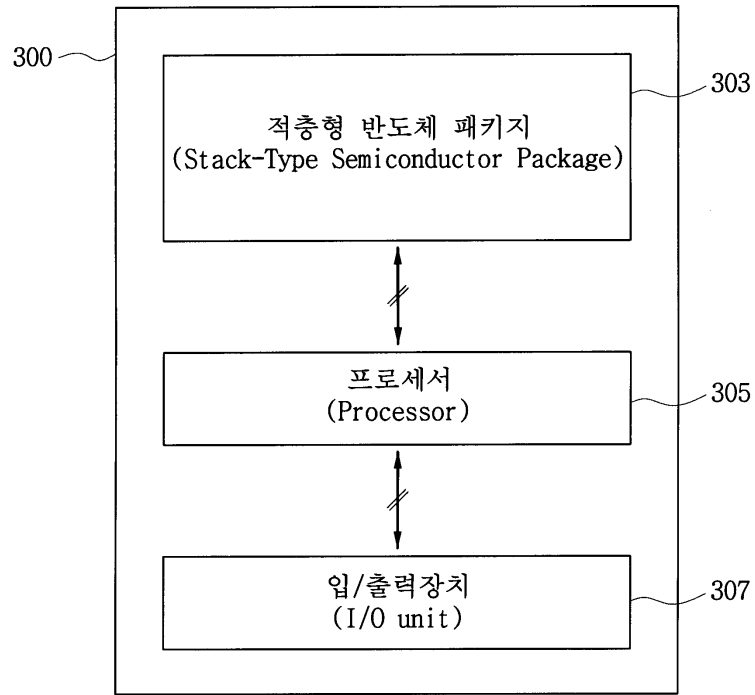 300
303
적층형 반도체 패키지
(Stack-Type Semiconductor Package)
프로세서
(Processor)
305
입/출력장치
(I/O unit)
307